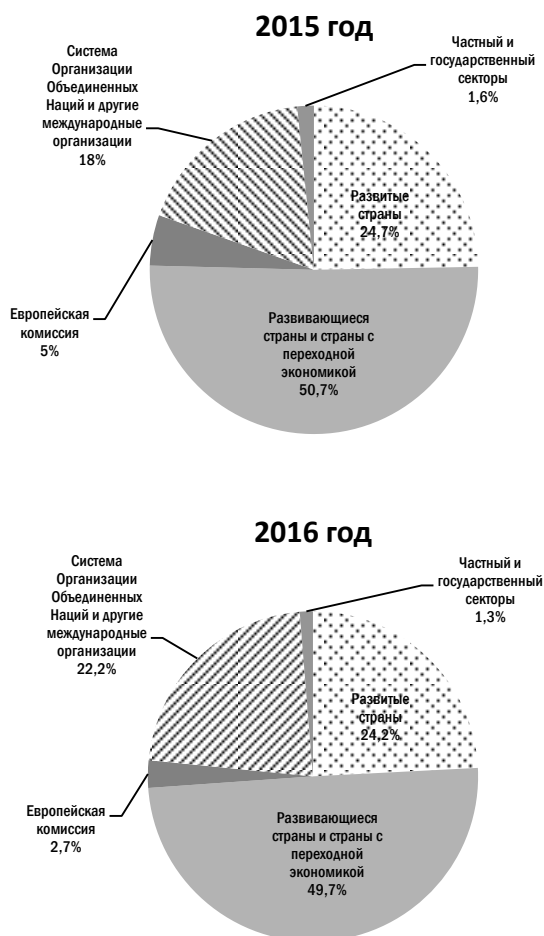 2015 год
Система
Организации
Объединенных
Наций и другие
международные
организации
18%
Частный и
государственный
секторы
1,6%
Развитые
страны
24,7%
Европейская
комиссия
5%
Развивающиеся
страны и страны с
переходной
экономикой
50,7%
2016 год
Система
Организации
Объединенных
Наций и другие
международные
организации
22,2%
Частный и
государственный
секторы
1,3%
Развитые
страны
24,2%
Европейская
комиссия
2,7%
Развивающиеся
страны и страны с
переходной
экономикой
49,7%